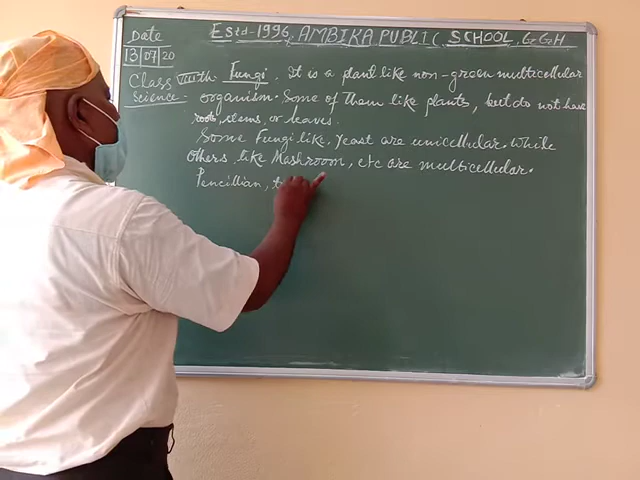 Estd-1996, AMBIKA PUBLIC SCHOOL, GGH
Date
13 07 20
Class VIIIth
Science
Fungi. It is a plant like non-green multicellular
organism. Some of Them like plants, but do not have
roots, stems, or leaves.
Some Fungi like. Yeast are unicellular. While
others like Mashroom, etc are multicellular.
Pencillian, t